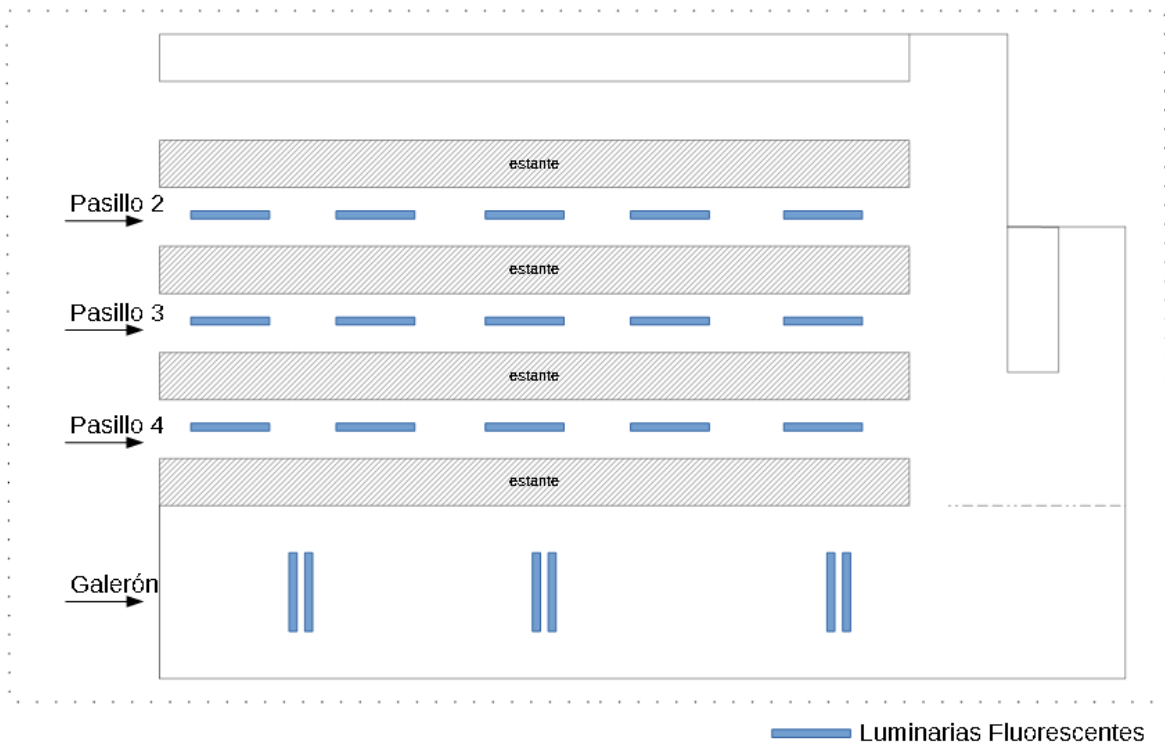 estante
Pasillo 2
estante
Pasillo 3
estante
Pasillo 4
estante
Galerón
Luminarias Fluorescentes